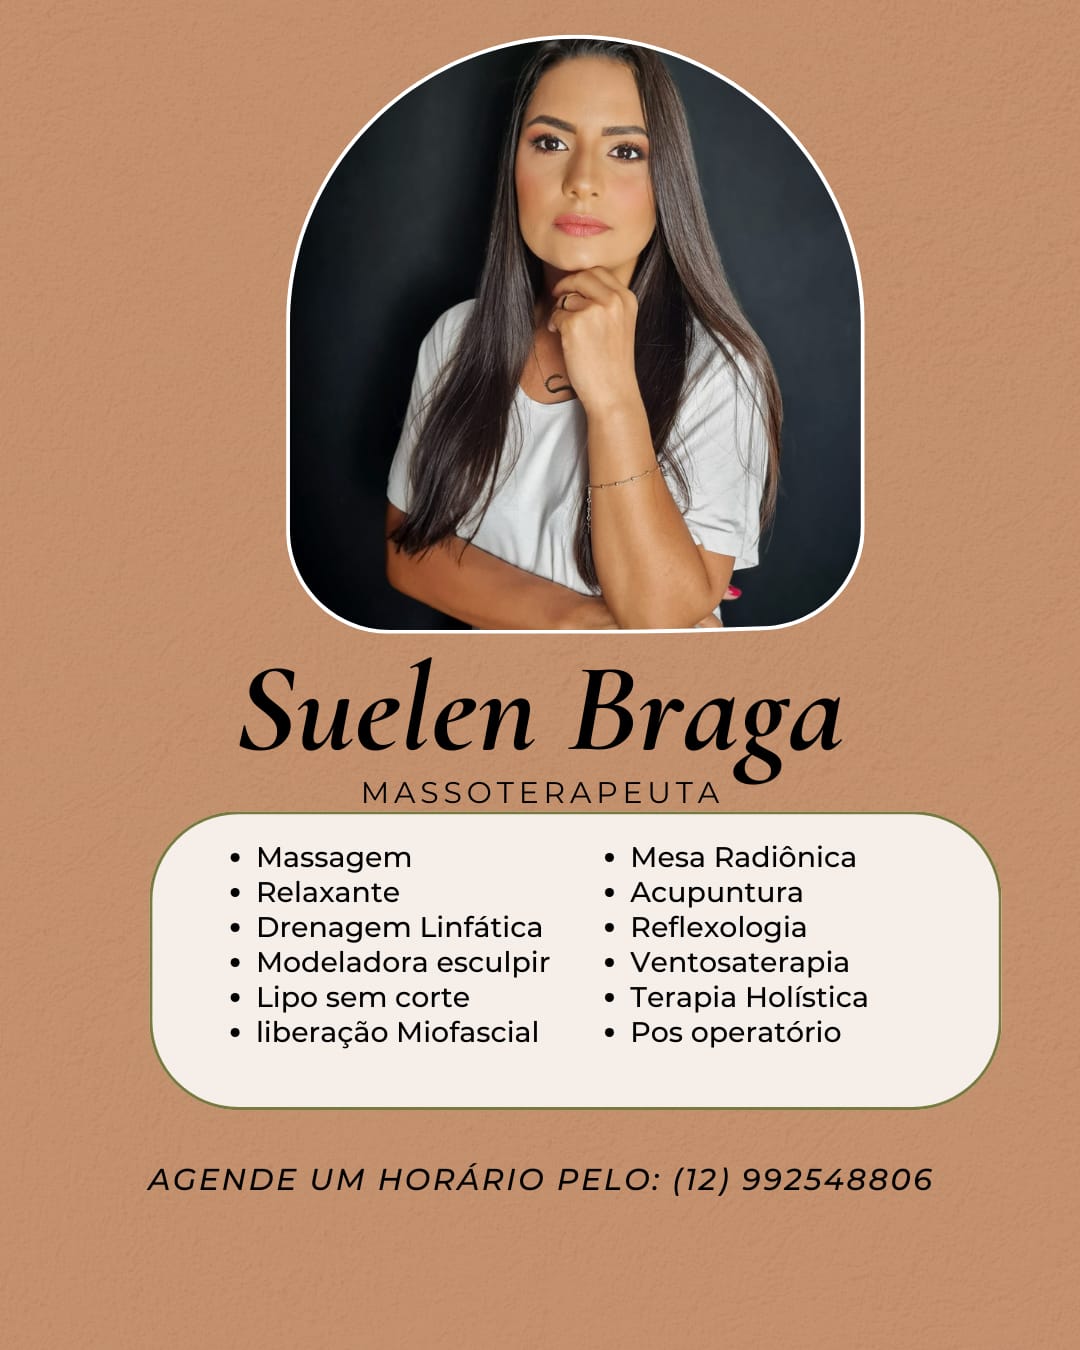 Suelen Braga
MASSOTERAPEUTA
• Massagem
• Relaxante
• Drenagem Linfática
• Modeladora esculpir
• Lipo sem corte
• liberação Miofascial
• Mesa Radiônica
• Acupuntura
• Reflexologia
• Ventosaterapia
• Terapia Holística
• Pos operatório
AGENDE UM HORÁRIO PELO: (12) 992548806